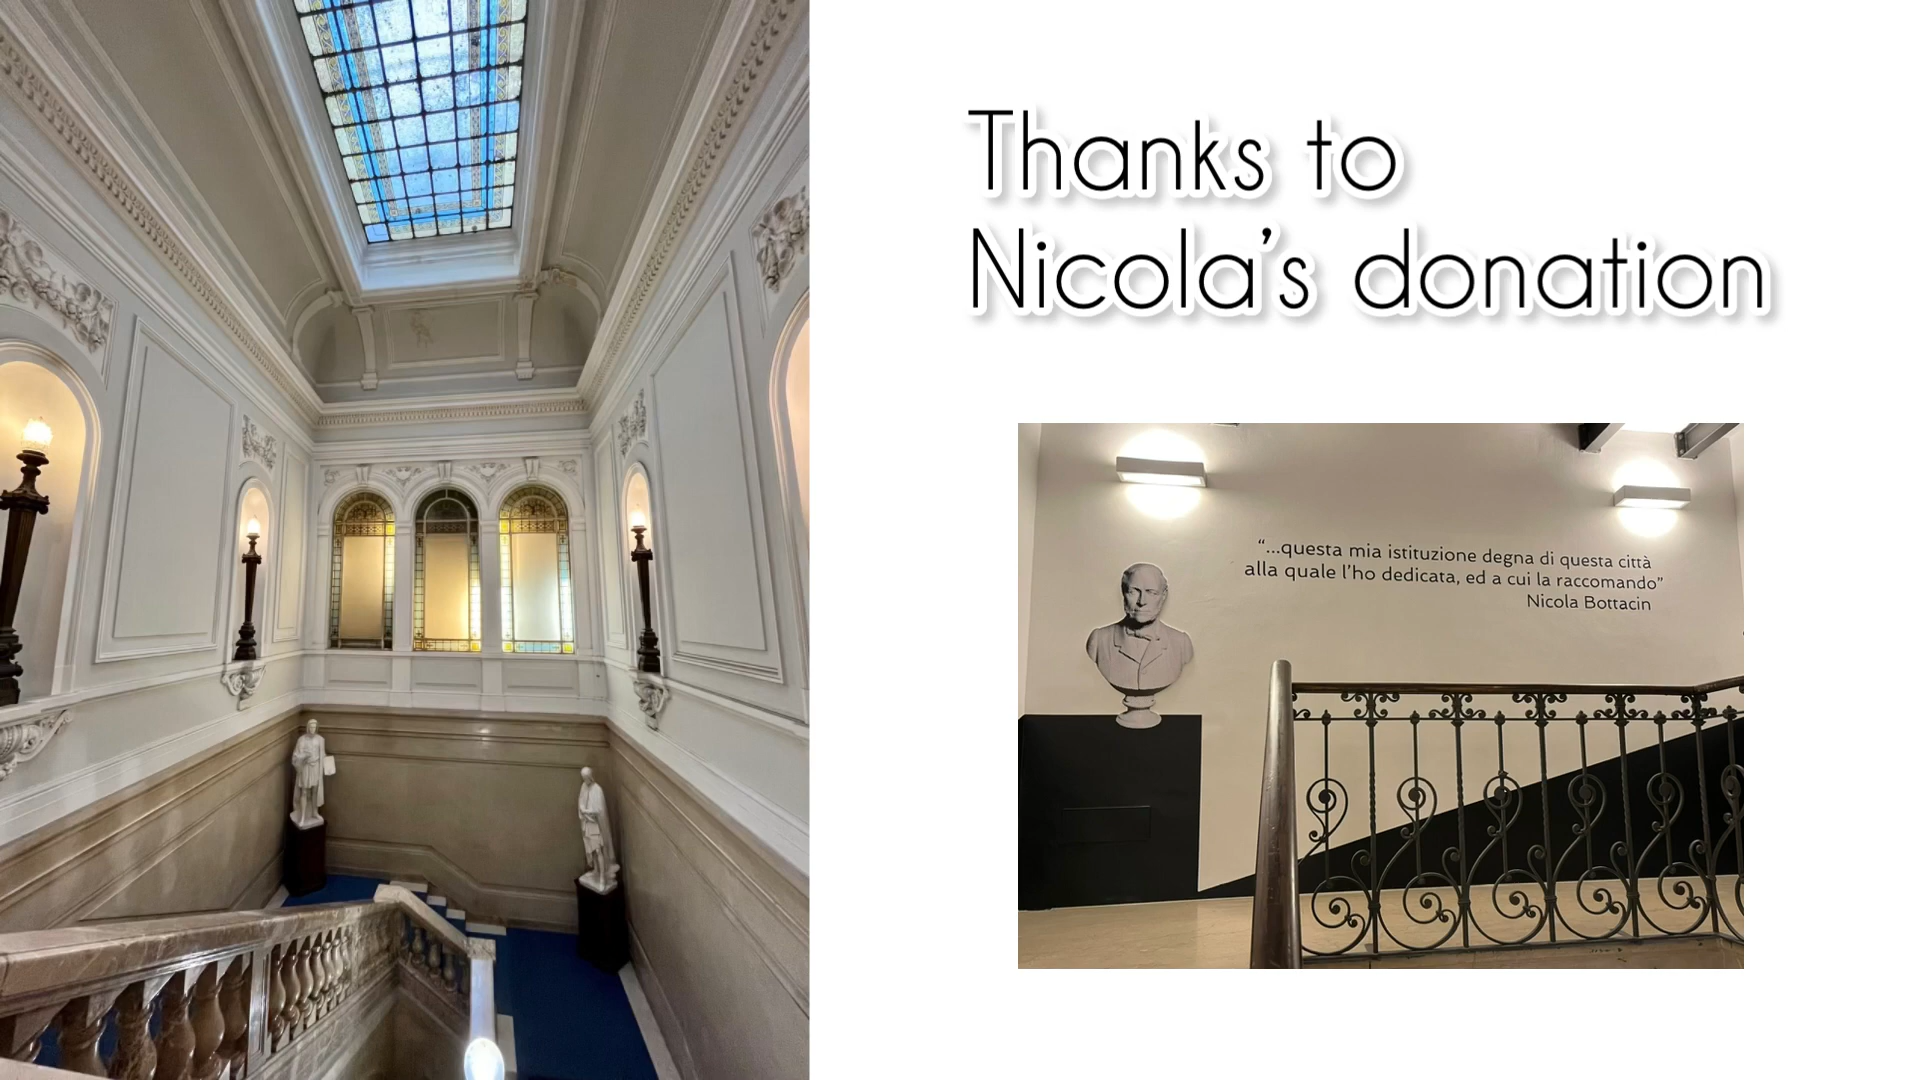 Thanks to
Nicola’s donation
“...questa mia istituzione degna di questa città
alla quale l’ho dedicata, ed a cui la raccomando”
Nicola Bottacin